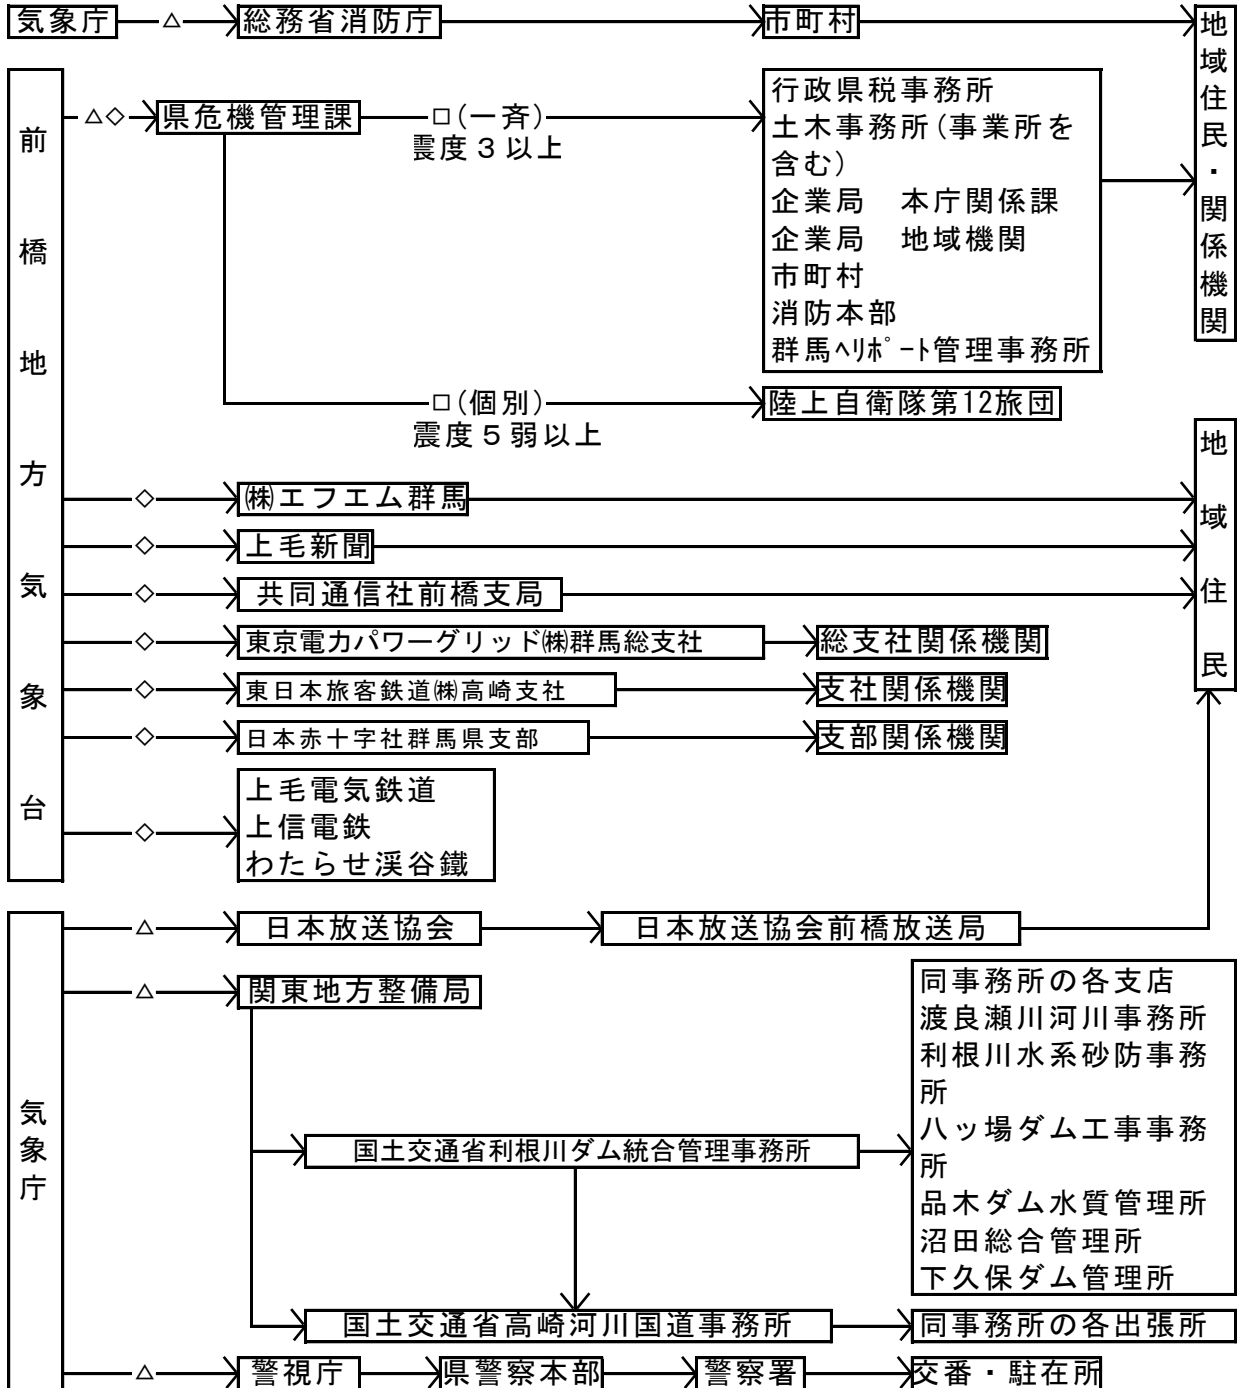 気象庁 △ 総務省消防庁 市町村
地域住民・関係機関
前橋地方気象台
△◇ 県危機管理課 □(一斉)
震度３以上
行政県税事務所
土木事務所(事業所を
含む)
企業局　本庁関係課
企業局　地域機関
市町村
消防本部
群馬ﾍﾘﾎﾟｰﾄ管理事務所
□(個別) 陸上自衛隊第12旅団
震度５弱以上
地域住民
◇ ㈱エフエム群馬
◇ 上毛新聞
◇ 共同通信社前橋支局
◇ 東京電力パワーグリッド㈱群馬総支社 総支社関係機関
◇ 東日本旅客鉄道㈱高崎支社 支社関係機関
◇ 日本赤十字社群馬県支部 支部関係機関
◇
上毛電気鉄道
上信電鉄
わたらせ渓谷鐵
気象庁
△ 日本放送協会 日本放送協会前橋放送局
△ 関東地方整備局
国土交通省利根川ダム統合管理事務所
同事務所の各支店
渡良瀬川河川事務所
利根川水系砂防事務
所
八ッ場ダム工事事務
所
品木ダム水質管理所
沼田総合管理所
下久保ダム管理所
国土交通省高崎河川国道事務所 同事務所の各出張所
△ 警視庁 県警察本部 警察署 交番・駐在所